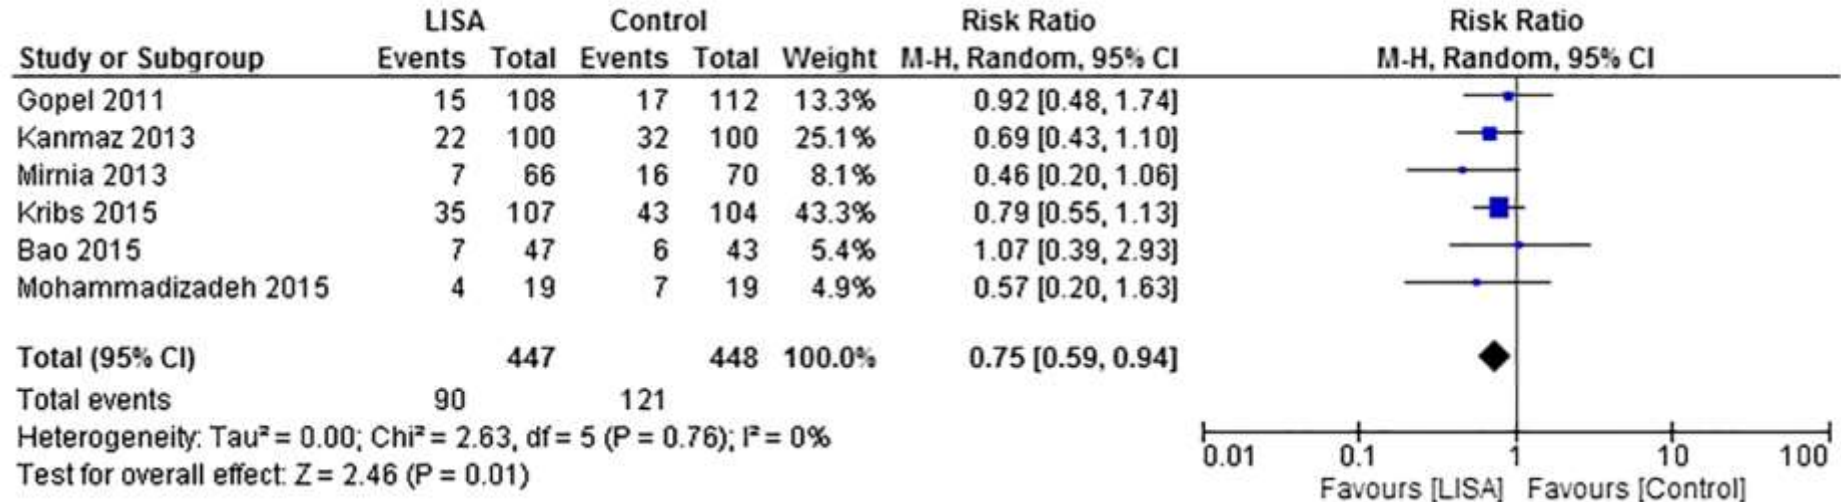 LISA Control Risk Ratio Risk Ratio
Study or Subgroup Events Total Events Total Weight M-H, Random, 95% CI M-H, Random, 95% CI
Gopel 2011 15 108 17 112 13.3% 0.92 [0.48, 1.74]
Kanmaz 2013 22 100 32 100 25.1% 0.69 [0.43, 1.10]
Mirnia 2013 7 66 16 70 8.1% 0.46 [0.20, 1.06]
Kribs 2015 35 107 43 104 43.3% 0.79 [0.55, 1.13]
Bao 2015 7 47 6 43 5.4% 1.07 [0.39, 2.93]
Mohammadizadeh 2015 4 19 7 19 4.9% 0.57 [0.20, 1.63]
Total (95% CI) 447 448 100.0% 0.75 [0.59, 0.94]
Total events 90 121
Heterogeneity: Tau² = 0.00; Chi² = 2.63, df = 5 (P = 0.76); I² = 0%
Test for overall effect: Z = 2.46 (P = 0.01)
0.01 0.1 1 10 100
Favours [LISA] Favours [Control]